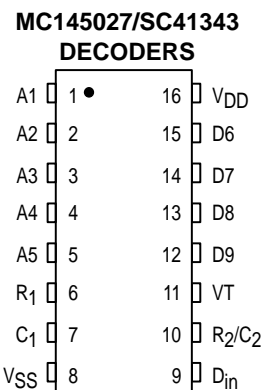 MC145027/SC41343
DECODERS
A1 1 16 VDD
A2 2 15 D6
A3 3 14 D7
A4 4 13 D8
A5 5 12 D9
R1 6 11 VT
C1 7 10 R2/C2
VSS 8 9 Din